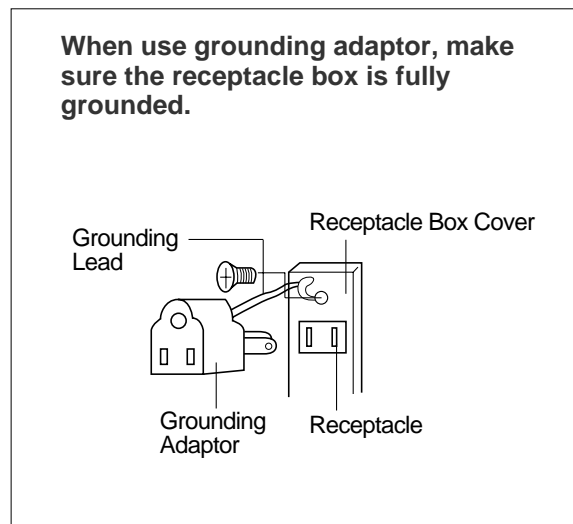 When use grounding adaptor, make
sure the receptacle box is fully
grounded.
Receptacle Box Cover
Grounding
Lead
Grounding
Adaptor
Receptacle